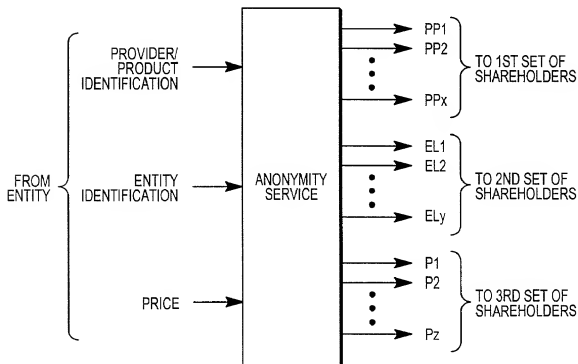 FROM
ENTITY
PROVIDER/
PRODUCT
IDENTIFICATION
ENTITY
IDENTIFICATION
PRICE
ANONYMITY
SERVICE
PP1
PP2
PPx
TO 1ST SET OF
SHAREHOLDERS
EL1
EL2
ELy
TO 2ND SET OF
SHAREHOLDERS
P1
P2
Pz
TO 3RD SET OF
SHAREHOLDERS